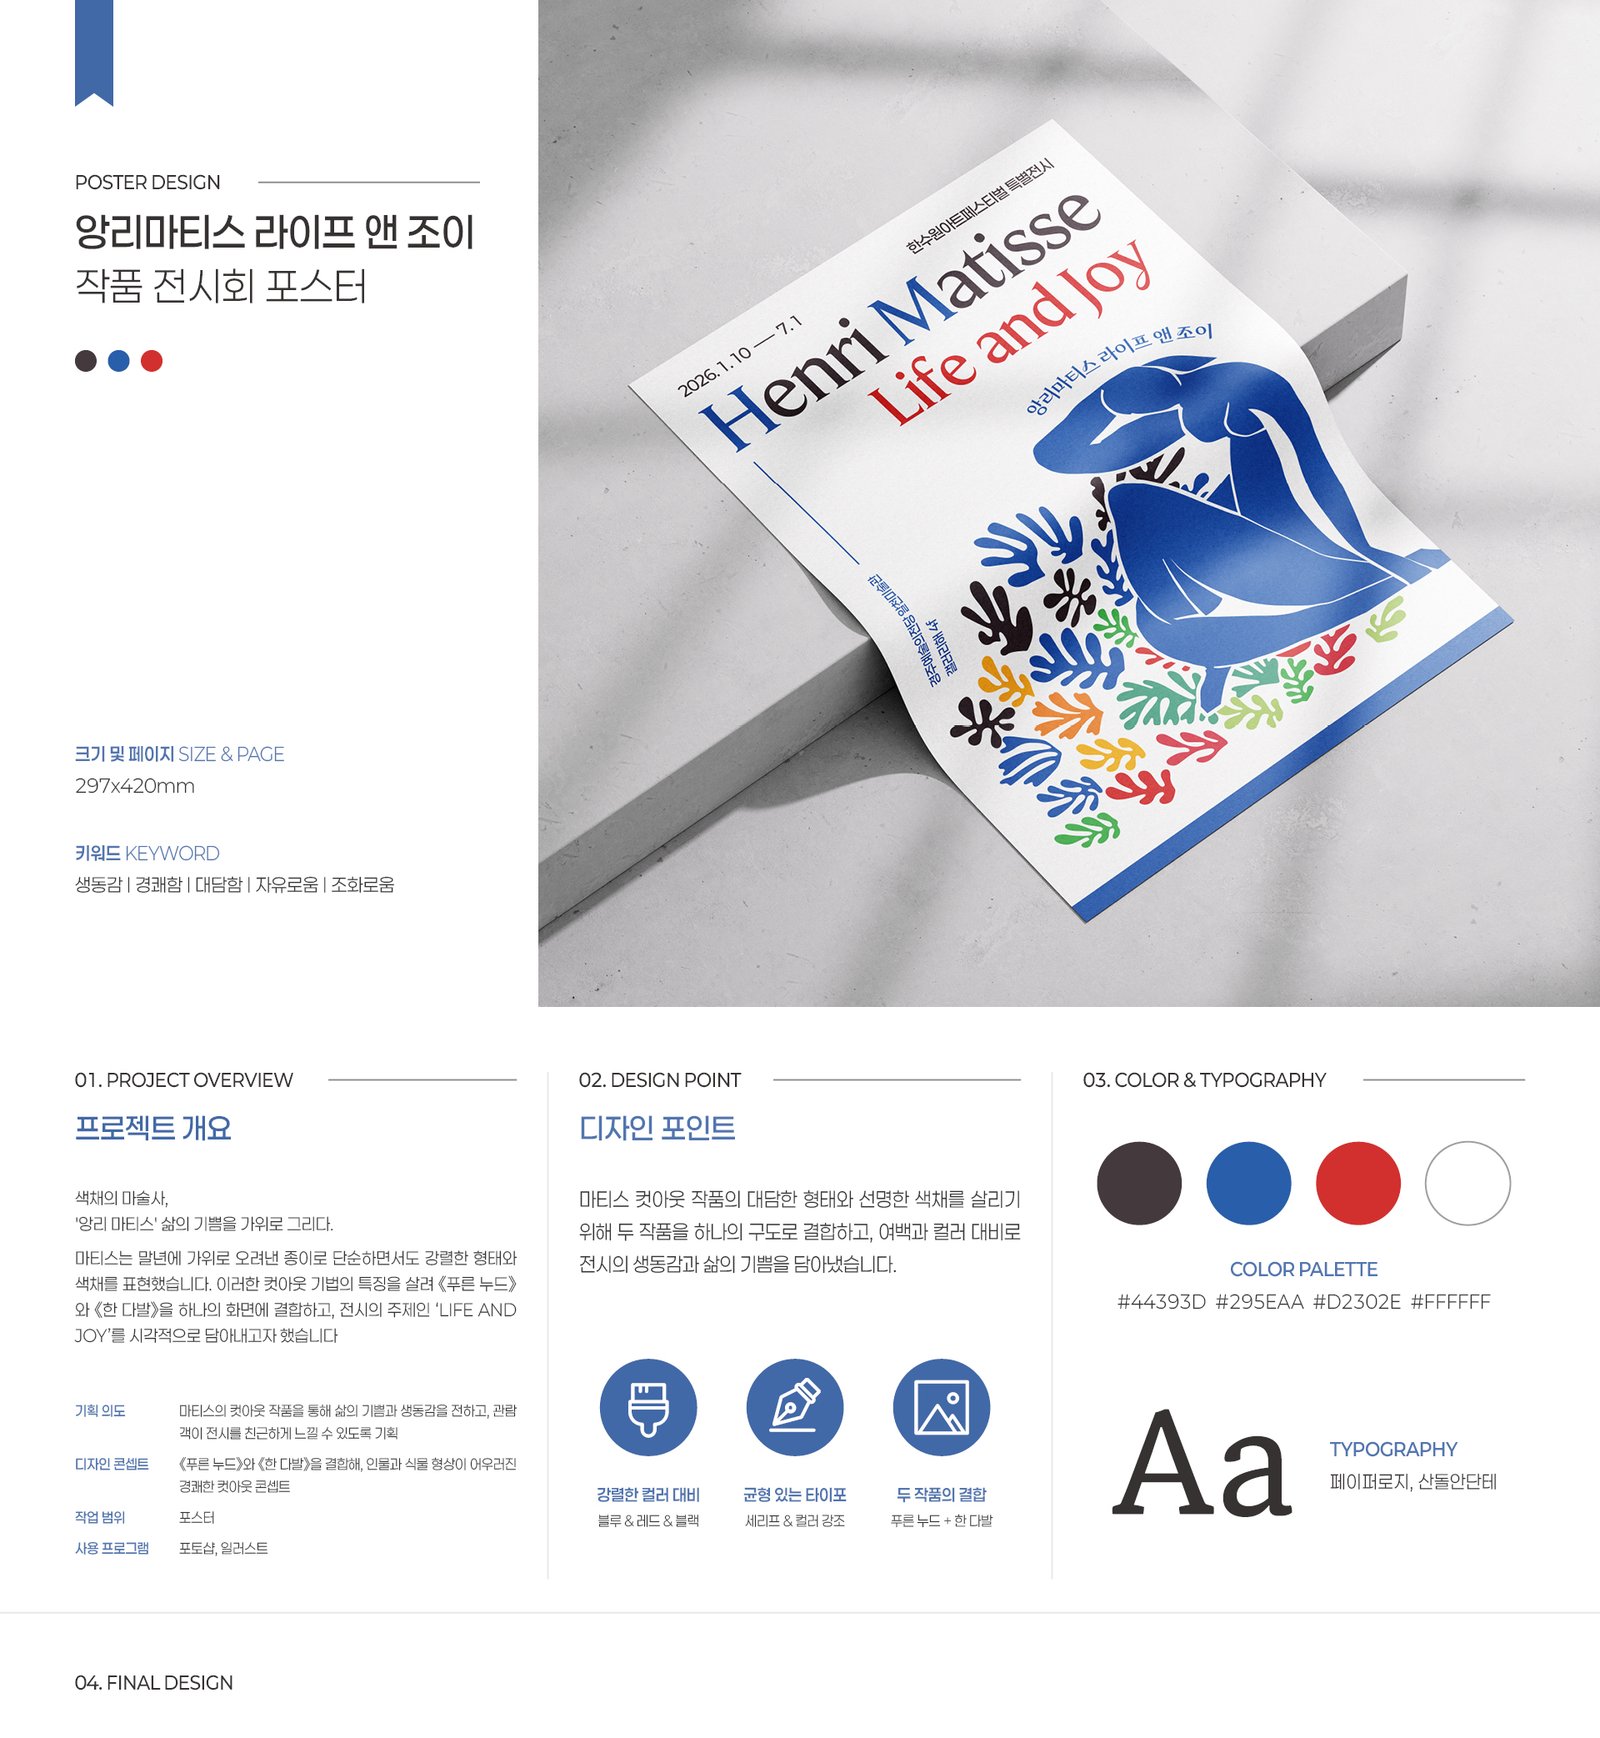 POSTER DESIGN
앙리마티스 라이프 앤 조이
작품 전시회 포스터
크기 및 페이지 SIZE & PAGE
297x420mm
키워드 KEYWORD
생동감 | 경쾌함 | 대담함 | 자유로움 | 조화로움
한수원아트페스티벌 특별전시
2026. 1. 10 — 7. 1
Henri Matisse
Life and Joy
앙리마티스 라이프 앤 조이
경주예술의전당 알천미술관
갤러리해 4F
01. PROJECT OVERVIEW
프로젝트 개요
색채의 마술사,
'앙리 마티스' 삶의 기쁨을 가위로 그리다.
마티스는 말년에 가위로 오려낸 종이로 단순하면서도 강렬한 형태와
색채를 표현했습니다. 이러한 컷아웃 기법의 특징을 살려 《푸른 누드》
와 《한 다발》을 하나의 화면에 결합하고, 전시의 주제인 ‘LIFE AND
JOY’를 시각적으로 담아내고자 했습니다
기획 의도 마티스의 컷아웃 작품을 통해 삶의 기쁨과 생동감을 전하고, 관람
객이 전시를 친근하게 느낄 수 있도록 기획
디자인 콘셉트 《푸른 누드》와 《한 다발》을 결합해, 인물과 식물 형상이 어우러진
경쾌한 컷아웃 콘셉트
작업 범위 포스터
사용 프로그램 포토샵, 일러스트
02. DESIGN POINT
디자인 포인트
마티스 컷아웃 작품의 대담한 형태와 선명한 색채를 살리기
위해 두 작품을 하나의 구도로 결합하고, 여백과 컬러 대비로
전시의 생동감과 삶의 기쁨을 담아냈습니다.
강렬한 컬러 대비
블루 & 레드 & 블랙
균형 있는 타이포
세리프 & 컬러 강조
두 작품의 결합
푸른 누드 + 한 다발
03. COLOR & TYPOGRAPHY
COLOR PALETTE
#44393D #295EAA #D2302E #FFFFFF
Aa
TYPOGRAPHY
페이퍼로지, 산돌안단테
04. FINAL DESIGN